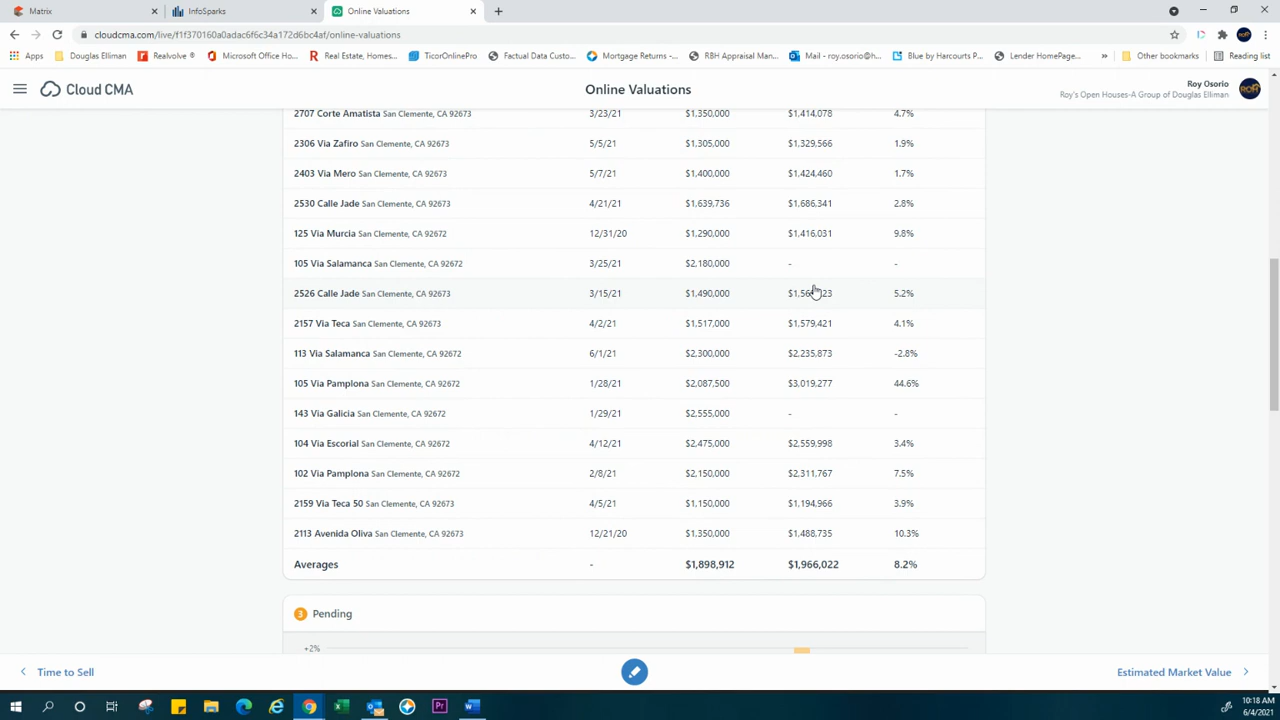 Matrix
InfoSparks
Online Valuations
cloudcma.com/live/f1f370160a0adac6f6c34a172d6bc4af/online-valuations
Apps Douglas Elliman Realvolve ® Microsoft Office Ho... Real Estate, Homes... TicorOnlinePro Factual Data Custom... Mortgage Returns -... RBH Appraisal Man... Mail - roy.osorio@h... Blue by Harcourts P... Lender HomePage... » Other bookmarks Reading list
Cloud CMA
Online Valuations
Roy Osorio
Roy's Open Houses-A Group of Douglas Elliman
2707 Corte Amatista San Clemente, CA 92673 3/23/21 $1,350,000 $1,414,078 4.7%
2306 Via Zafiro San Clemente, CA 92673 5/5/21 $1,305,000 $1,329,566 1.9%
2403 Via Mero San Clemente, CA 92673 5/7/21 $1,400,000 $1,424,460 1.7%
2530 Calle Jade San Clemente, CA 92673 4/21/21 $1,639,736 $1,686,341 2.8%
125 Via Murcia San Clemente, CA 92672 12/31/20 $1,290,000 $1,416,031 9.8%
105 Via Salamanca San Clemente, CA 92672 3/25/21 $2,180,000 - -
2526 Calle Jade San Clemente, CA 92673 3/15/21 $1,490,000 5.2%
2157 Via Teca San Clemente, CA 92673 4/2/21 $1,517,000 $1,579,421 4.1%
113 Via Salamanca San Clemente, CA 92672 6/1/21 $2,300,000 $2,235,873 -2.8%
105 Via Pamplona San Clemente, CA 92672 1/28/21 $2,087,500 $3,019,277 44.6%
143 Via Galicia San Clemente, CA 92672 1/29/21 $2,555,000 - -
104 Via Escorial San Clemente, CA 92672 4/12/21 $2,475,000 $2,559,998 3.4%
102 Via Pamplona San Clemente, CA 92672 2/8/21 $2,150,000 $2,311,767 7.5%
2159 Via Teca 50 San Clemente, CA 92673 4/5/21 $1,150,000 $1,194,966 3.9%
2113 Avenida Oliva San Clemente, CA 92673 12/21/20 $1,350,000 $1,488,735 10.3%
Averages - $1,898,912 $1,966,022 8.2%
3 Pending
+2%
Time to Sell
Estimated Market Value
10:18 AM
6/4/2021